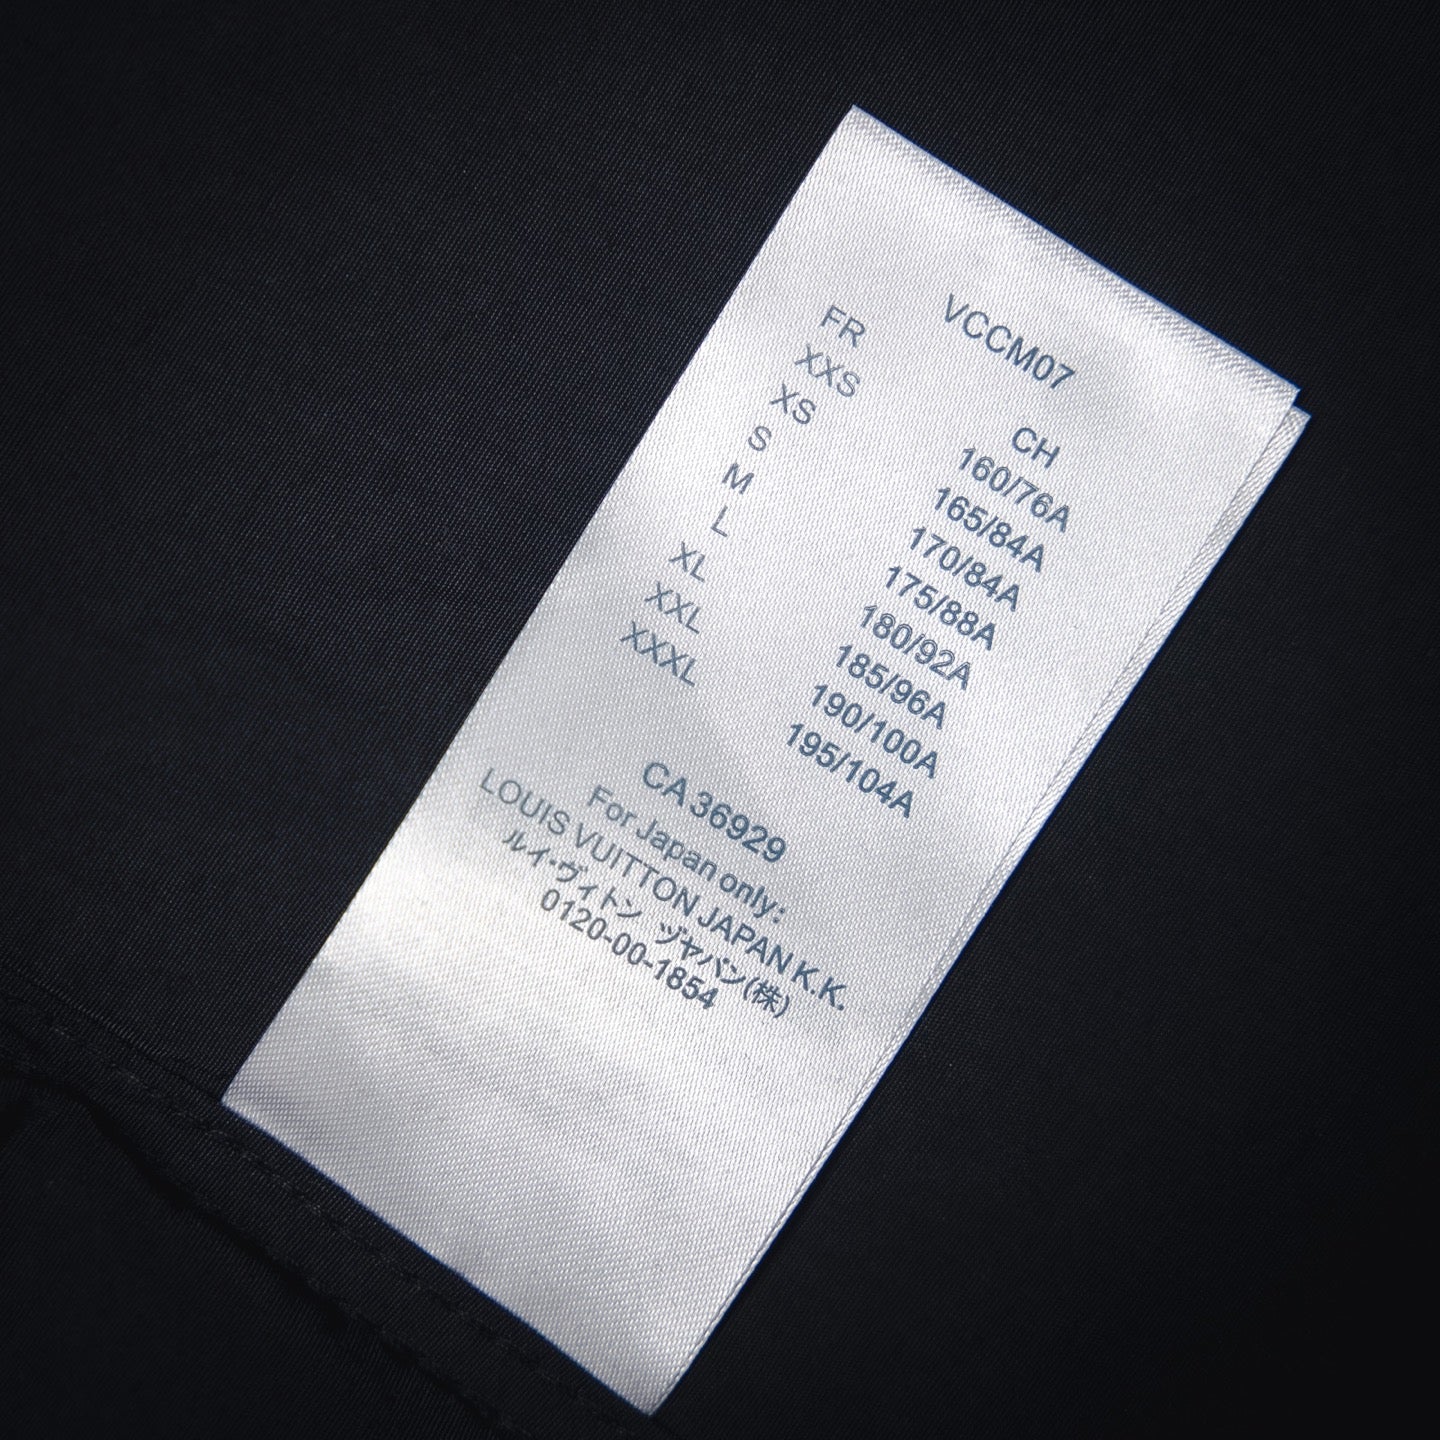 VCCM07
FR CH
XXS 160/76A
XS 165/84A
S 170/84A
M 175/88A
L 180/92A
XL 185/96A
XXL 190/100A
XXXL 195/104A
CA 36929
For Japan only:
LOUIS VUITTON JAPAN K.K.
ルイ・ヴィトン ヅヤパン(株)
0120-00-1854